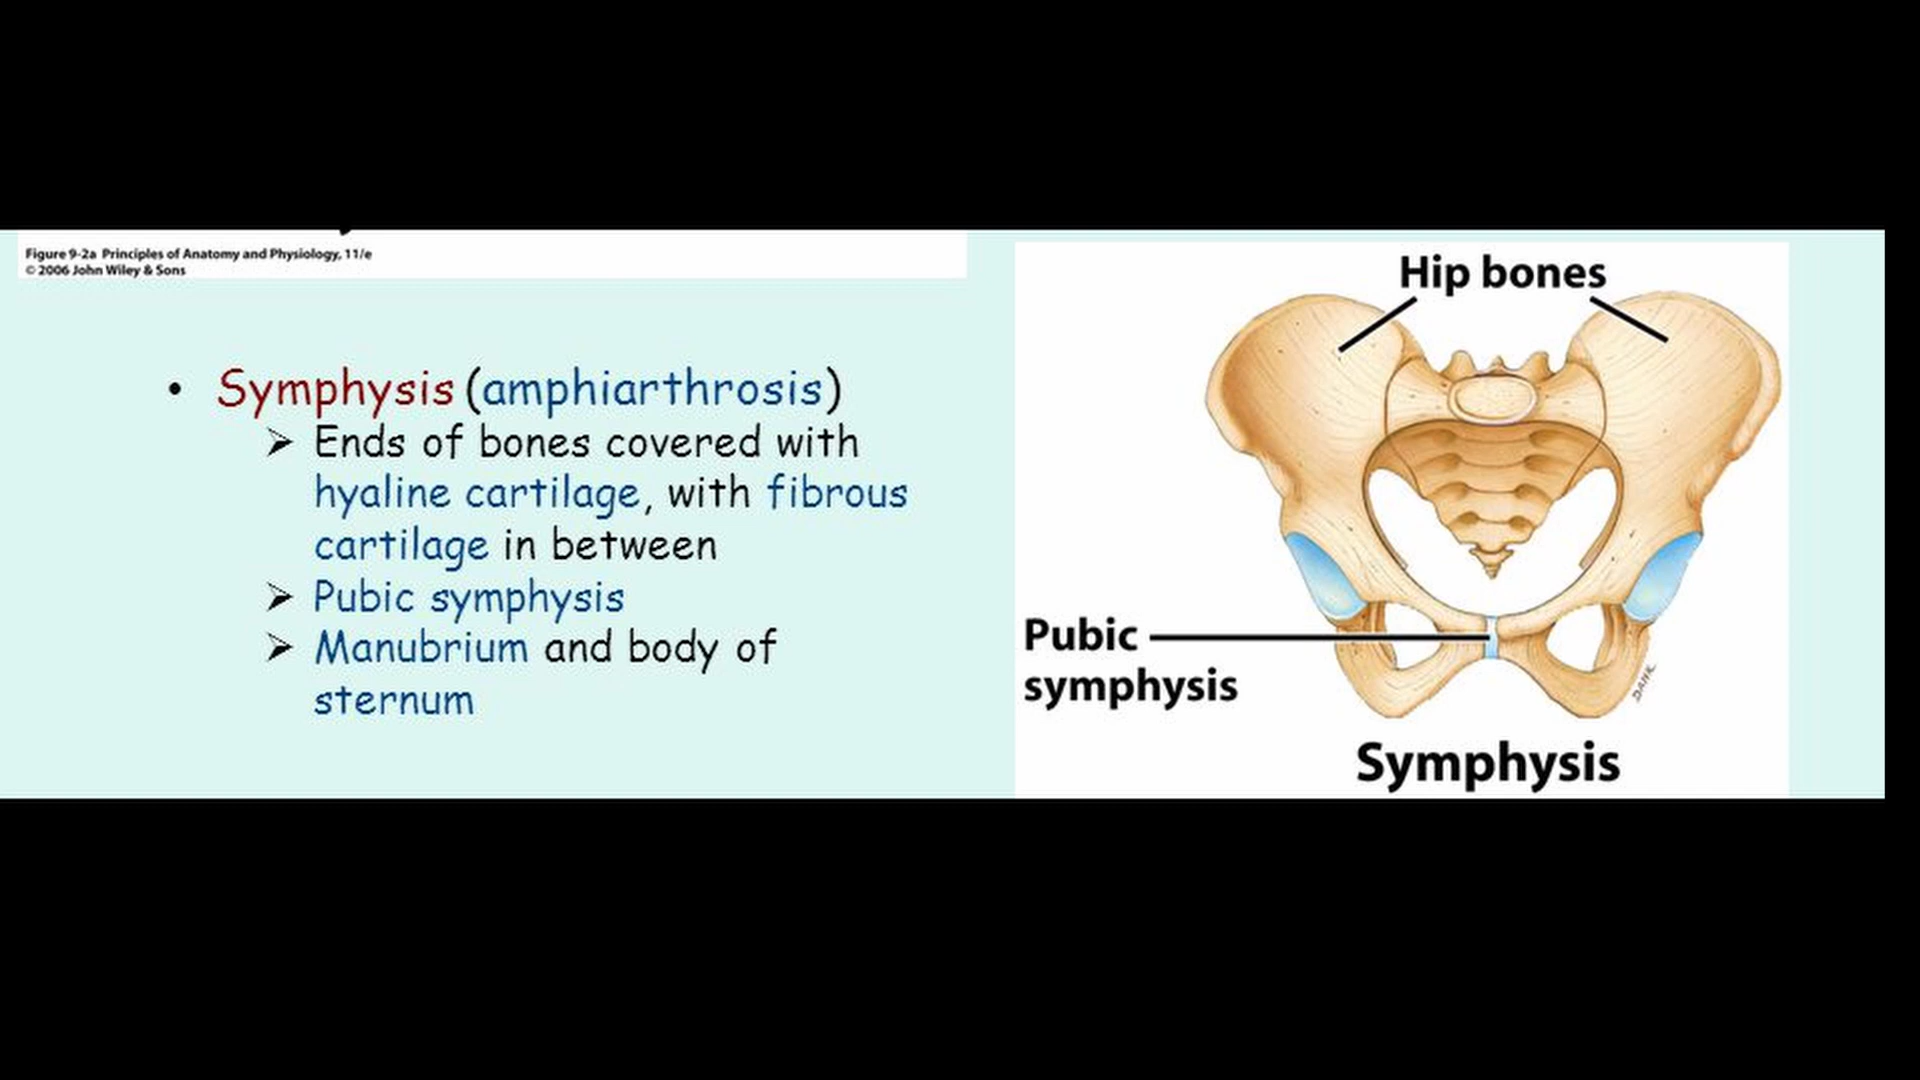 Figure 9-2a Principles of Anatomy and Physiology, 11/e
© 2006 John Wiley & Sons
• Symphysis (amphiarthrosis)
➢ Ends of bones covered with
hyaline cartilage, with fibrous
cartilage in between
➢ Pubic symphysis
➢ Manubrium and body of
sternum
Hip bones
Pubic
symphysis
DAHK
Symphysis